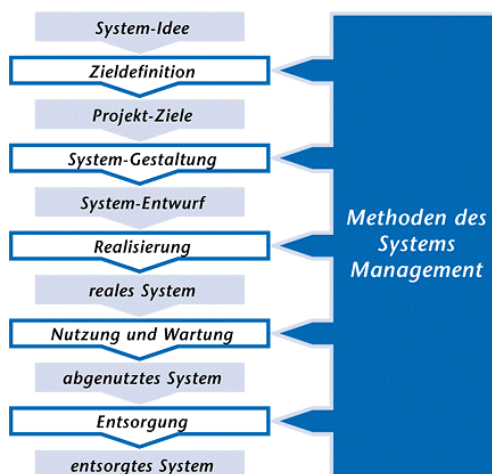 System-Idee
Zieldefinition
Projekt-Ziele
System-Gestaltung
System-Entwurf
Realisierung
reales System
Nutzung und Wartung
abgenutztes System
Entsorgung
entsorgtes System
Methoden des
Systems
Management